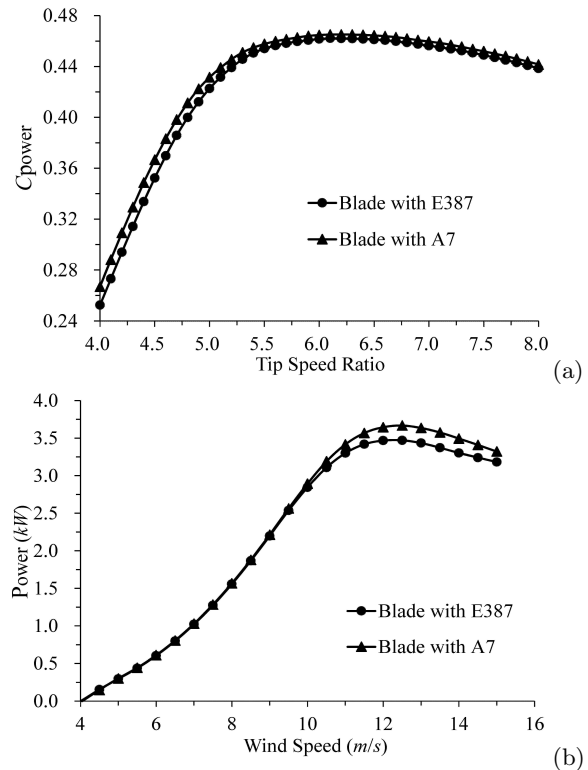 0.48
0.44
0.40
0.36
0.32
0.28
0.24
Cpower
Blade with E387
Blade with A7
4.0 4.5 5.0 5.5 6.0 6.5 7.0 7.5 8.0
Tip Speed Ratio
(a)
4.0
3.5
3.0
2.5
2.0
1.5
1.0
0.5
0.0
Power (kW)
Blade with E387
Blade with A7
4 6 8 10 12 14 16
Wind Speed (m/s)
(b)